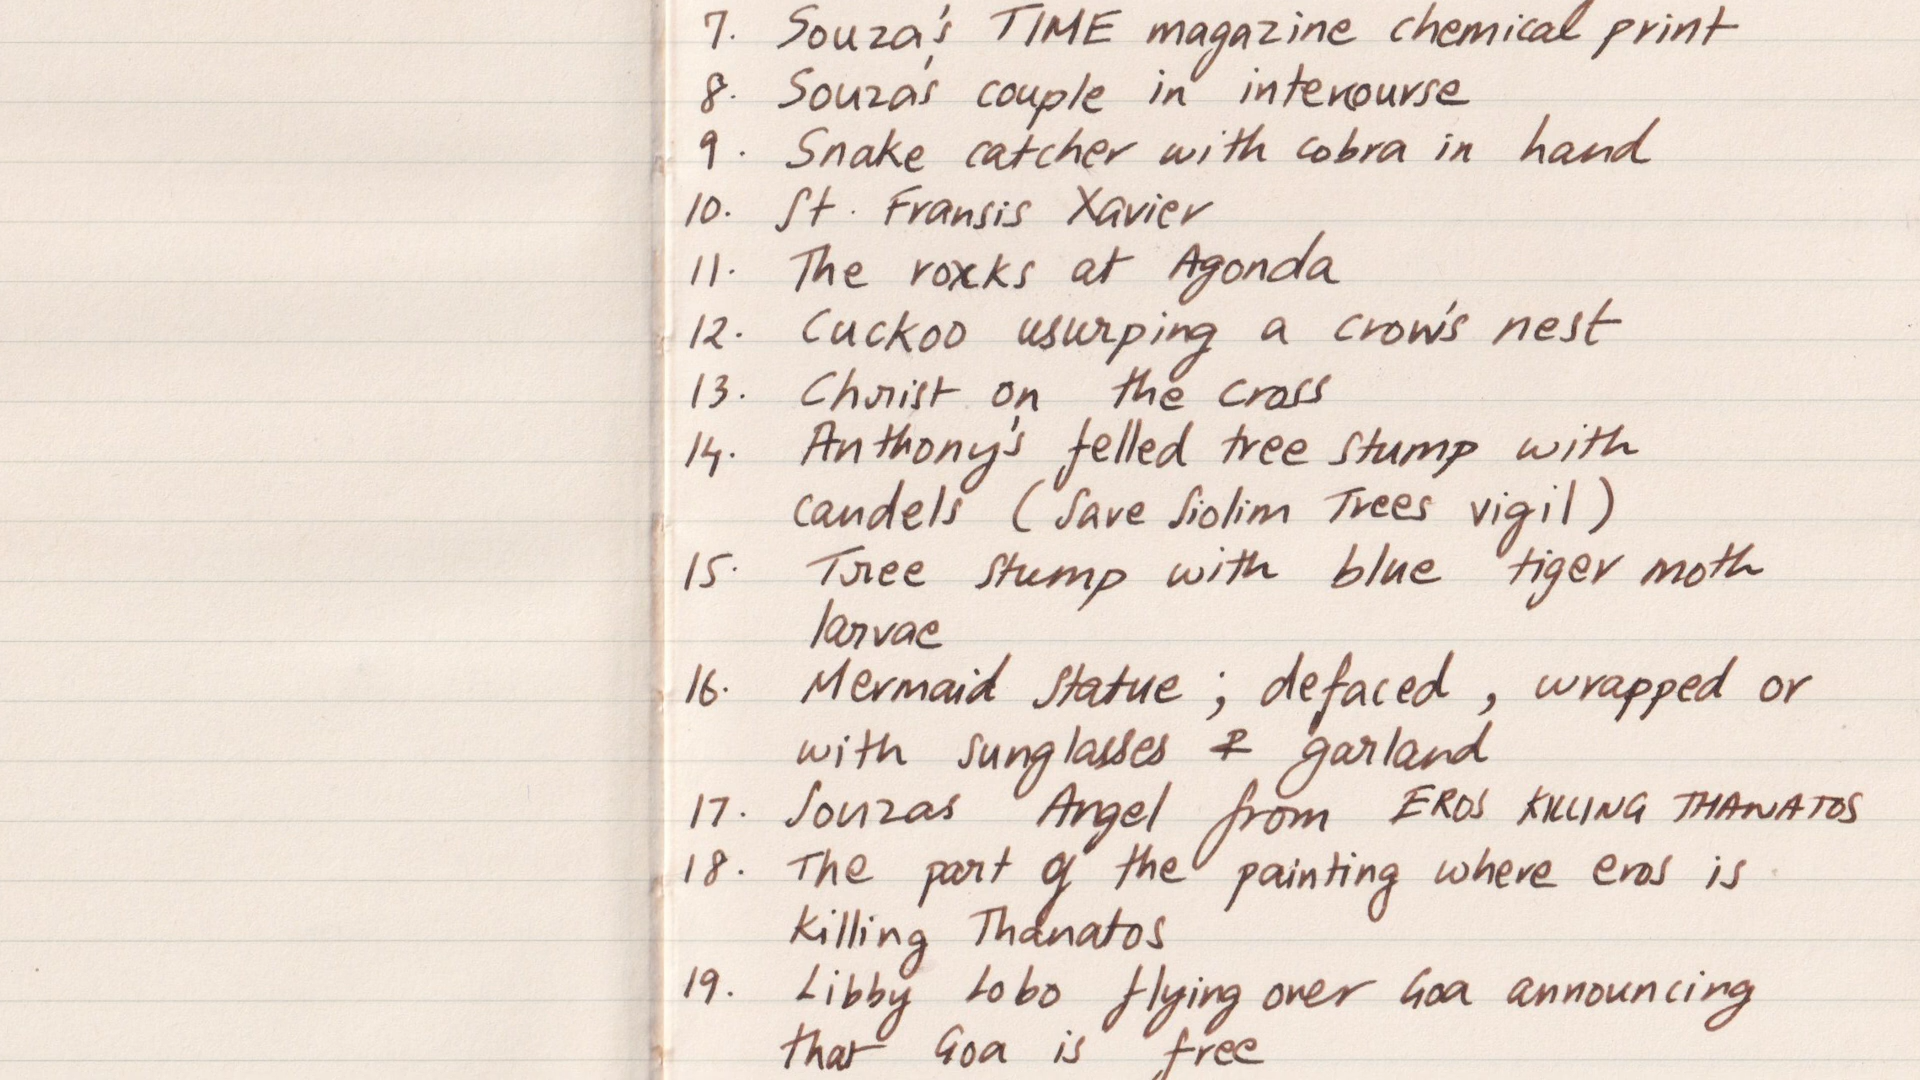 7. Souza's TIME magazine chemical print
8. Souza's couple in intercourse
9. Snake catcher with cobra in hand
10. St. Fransis Xavier
11. The rocks at Agonda
12. Cuckoo usurping a crow's nest
13. Christ on the cross
14. Anthony's felled tree stump with
candels (Save Siolim Trees vigil)
15. Tree stump with blue tiger moth
larvae
16. Mermaid statue ; defaced , wrapped or
with sunglasses & garland
17. Souzas Angel from EROS KILLING THANATOS
18. The part of the painting where eros is
killing Thanatos
19. Libby Lobo flying over Goa announcing
that Goa is free